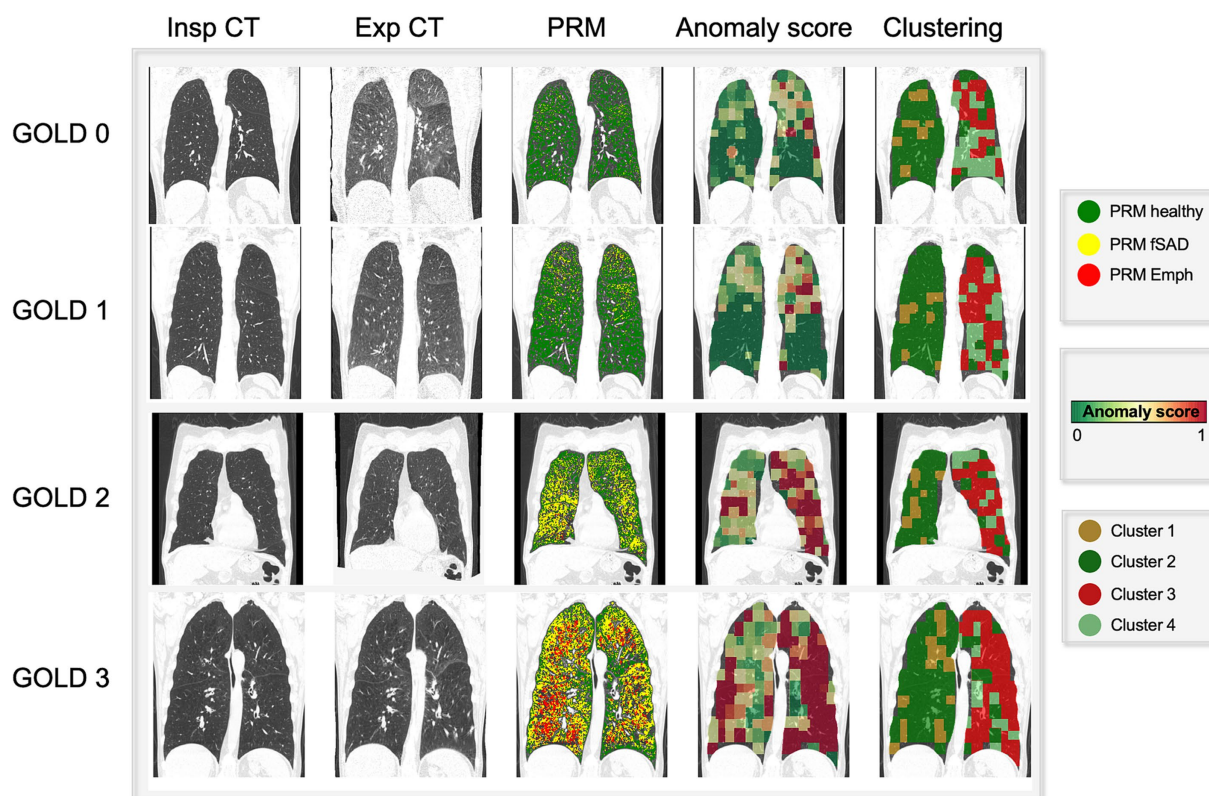 Insp CT Exp CT PRM Anomaly score Clustering
GOLD 0
GOLD 1
GOLD 2
GOLD 3
PRM healthy
PRM fSAD
PRM Emph
Anomaly score
0 1
Cluster 1
Cluster 2
Cluster 3
Cluster 4